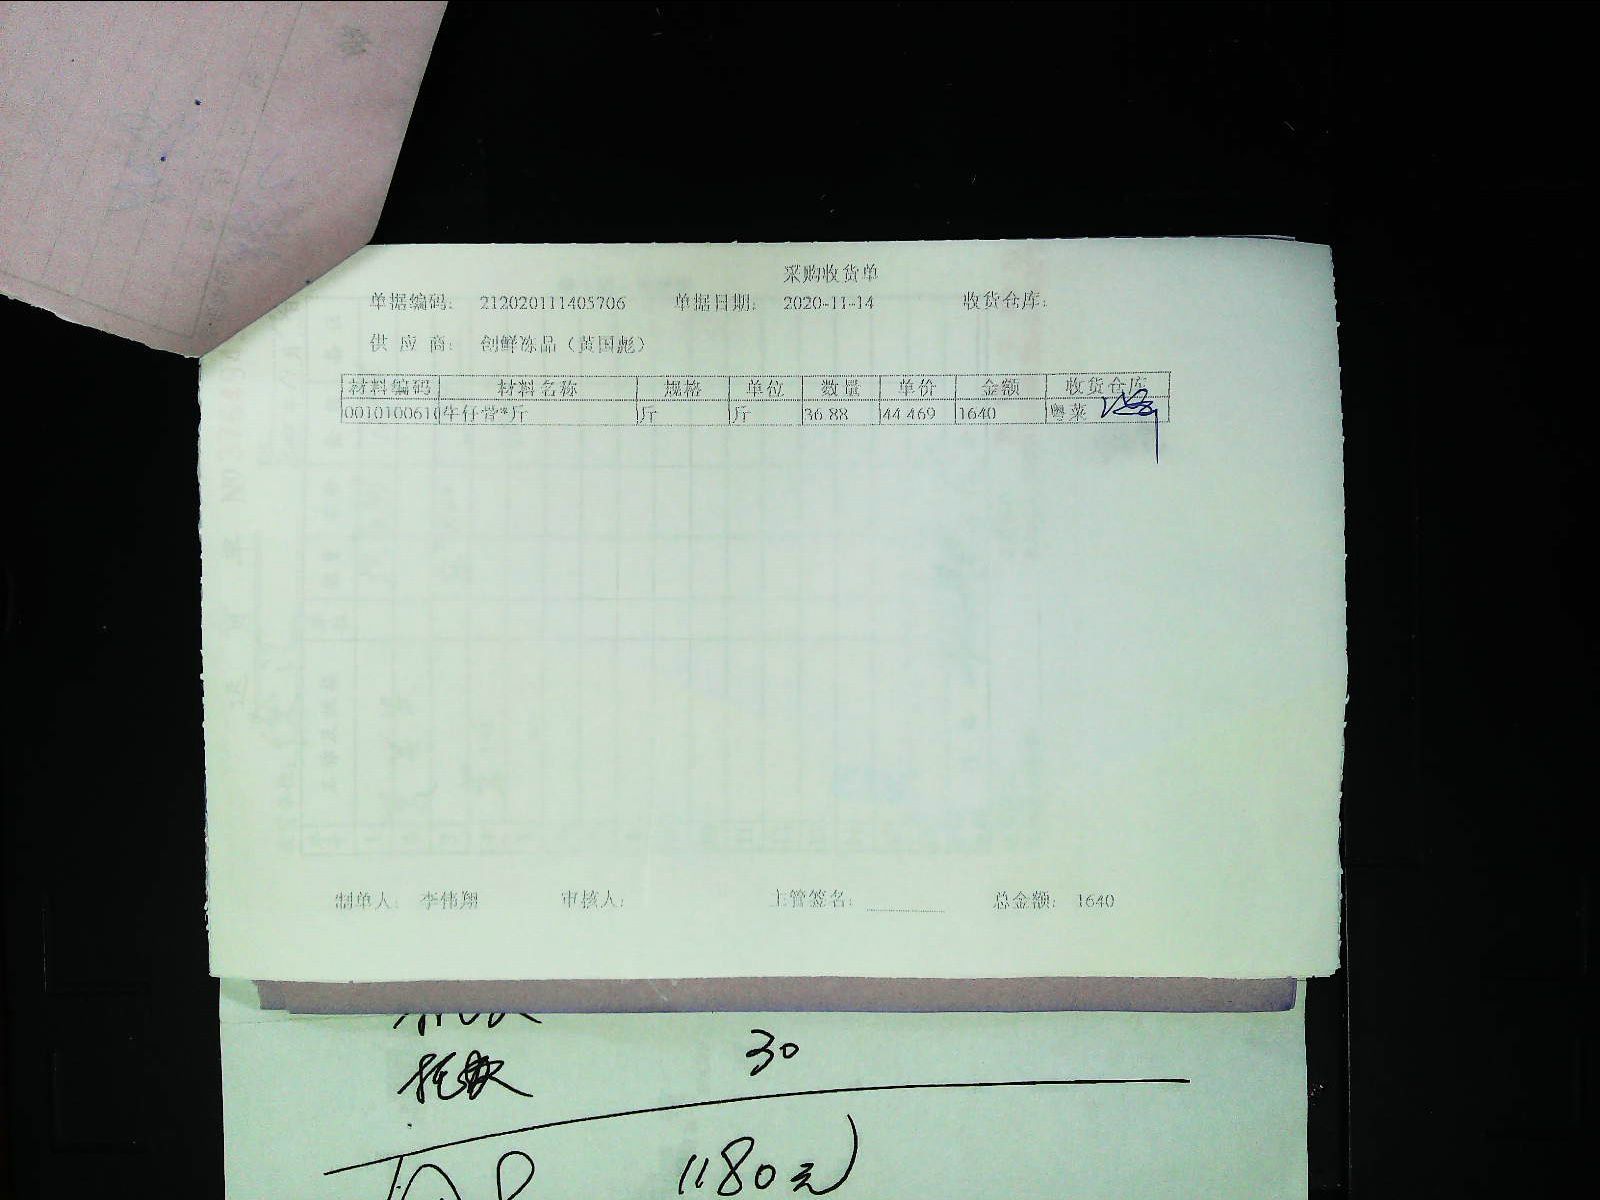 采购收货单
单据编码: 212020111405706 单据日期: 2020-11-14 收货仓库:
供应商: 创鲜冻品（黄国彪）
材料编码 材料名称 规格 单位 数量 单价 金额 收货仓库
0010100610 牛仔骨*斤 斤 斤 36.88 44.469 1640 粤菜
制单人: 李伟翔 审核人: 主管签名: 总金额: 1640
30
1180元